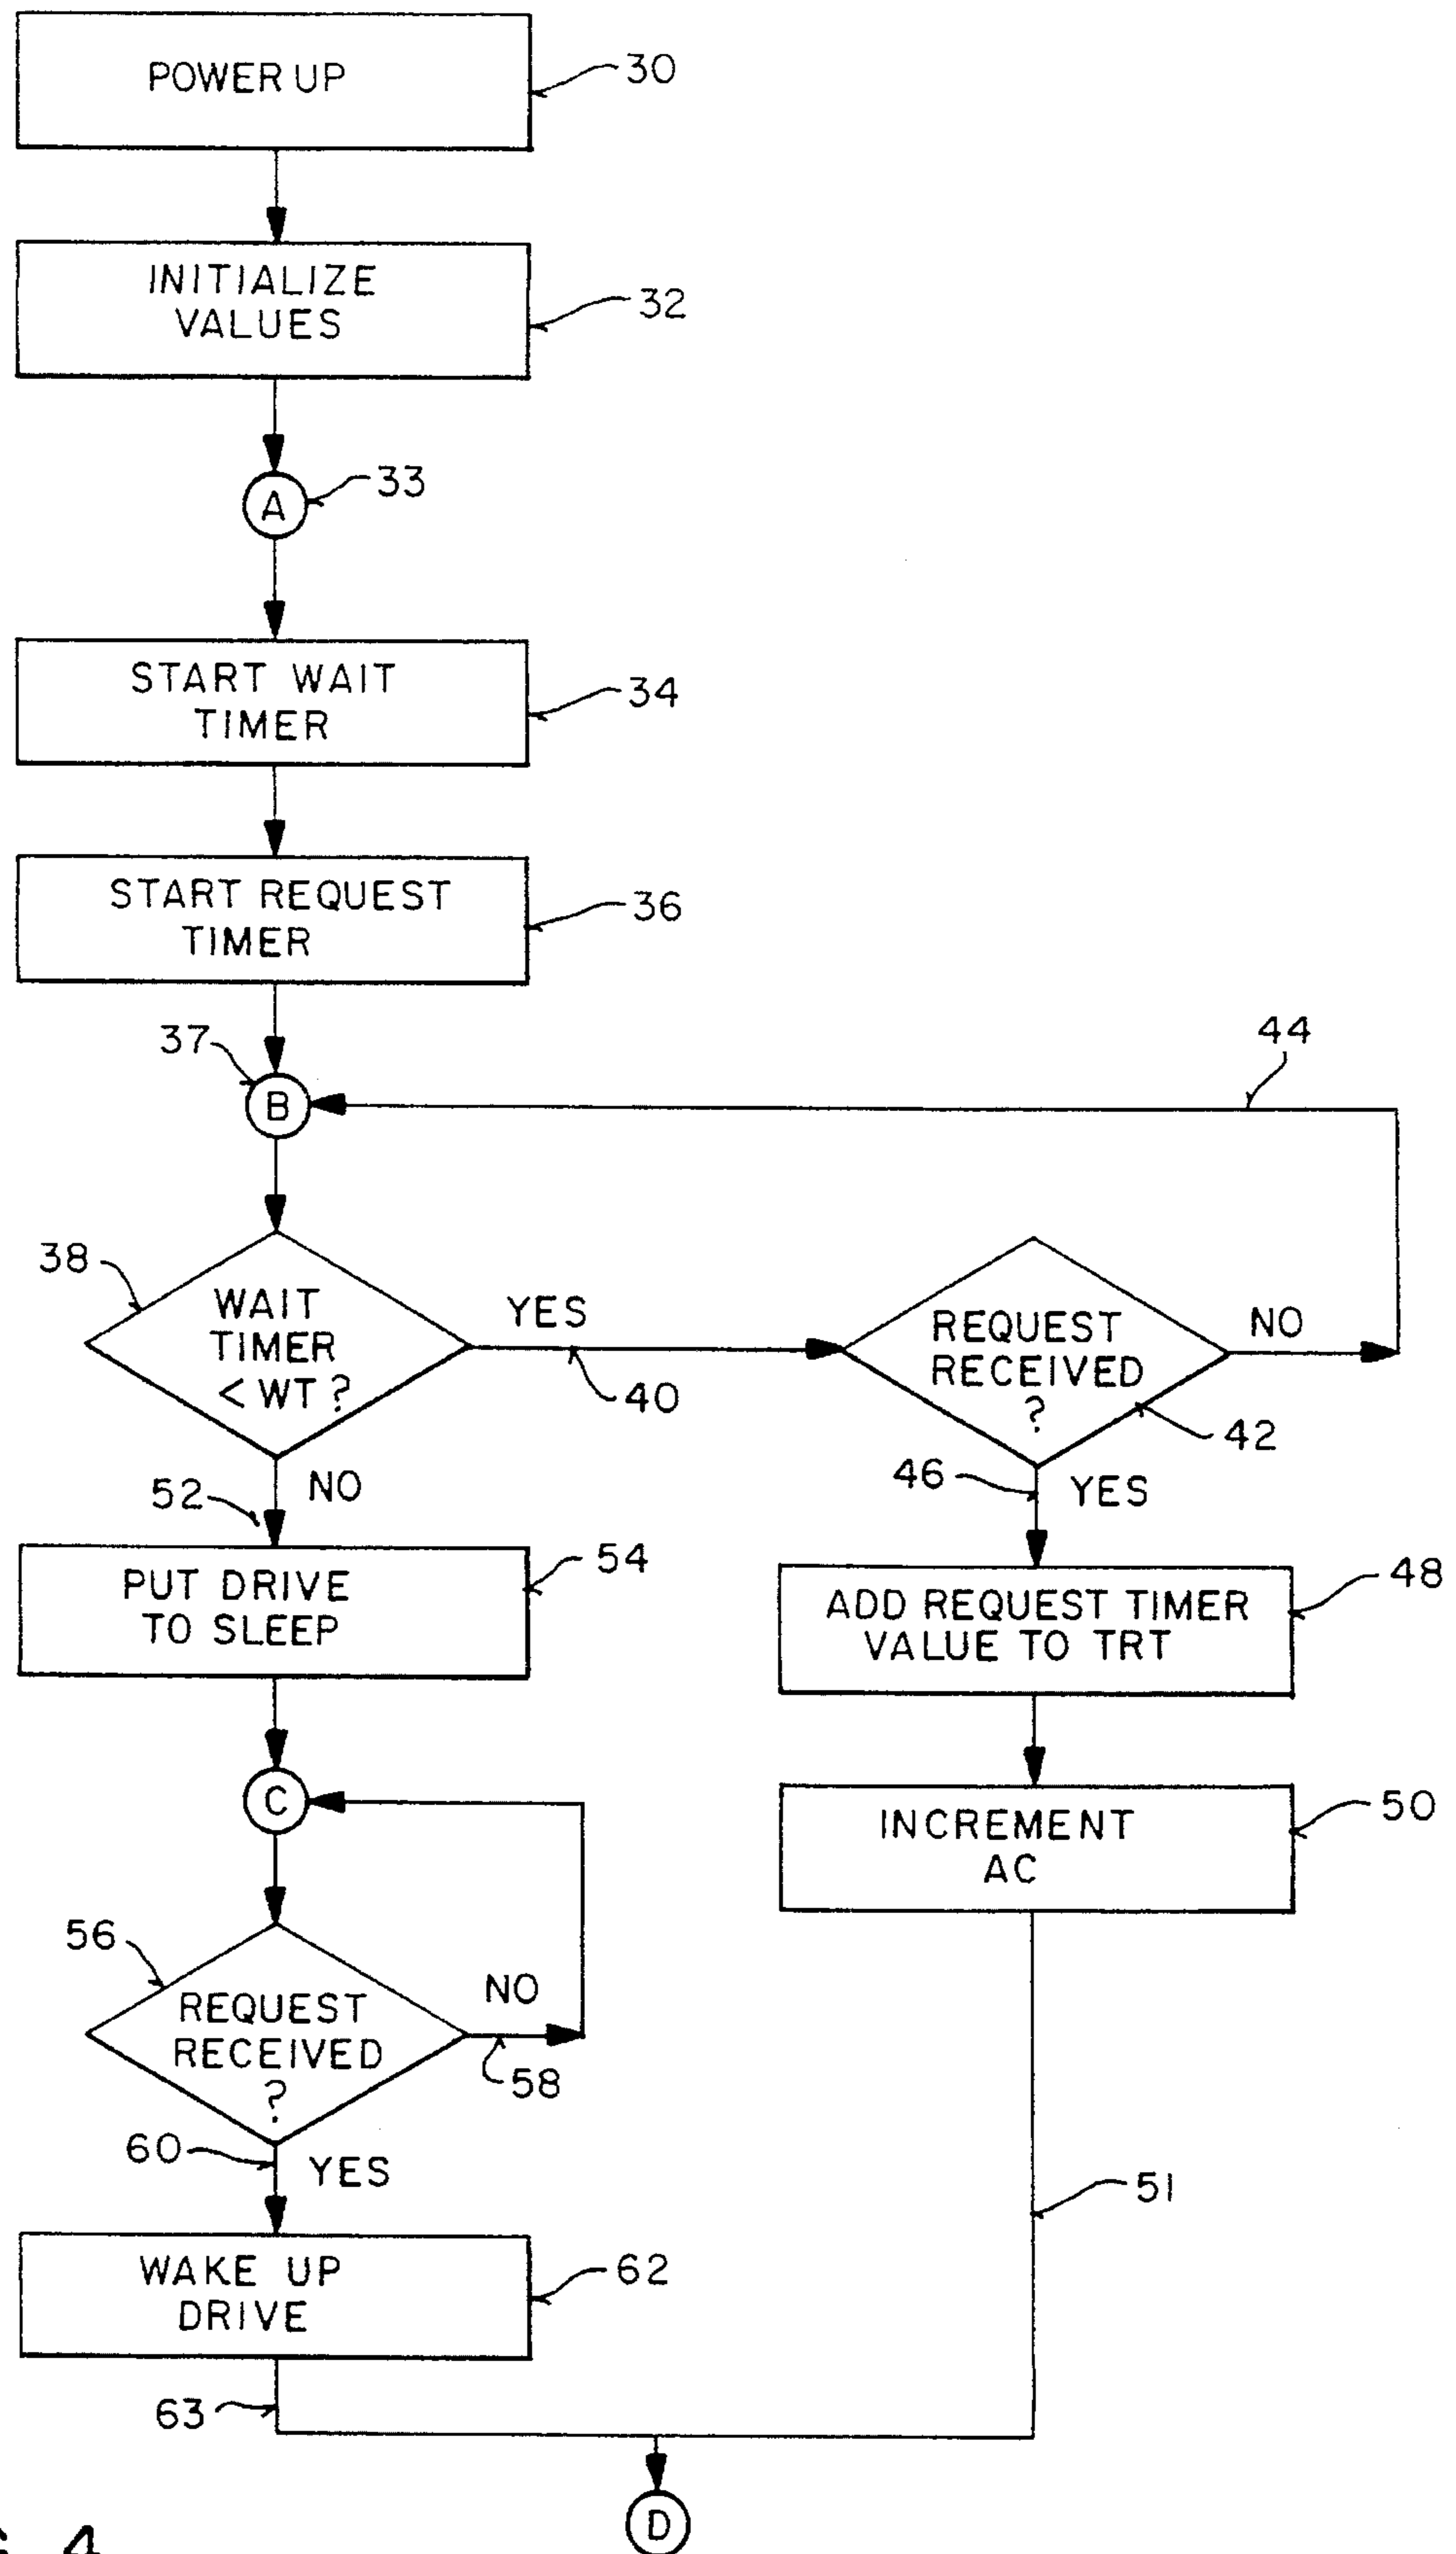 POWER UP
30
INITIALIZE
VALUES
32
A
33
START WAIT
TIMER
34
START REQUEST
TIMER
36
37
B
44
38
WAIT
TIMER
< WT ?
YES
40
REQUEST
RECEIVED
?
NO
42
52
NO
46
YES
PUT DRIVE
TO SLEEP
54
ADD REQUEST TIMER
VALUE TO TRT
48
C
INCREMENT
AC
50
56
REQUEST
RECEIVED
?
NO
58
60
YES
51
WAKE UP
DRIVE
62
63
D
4